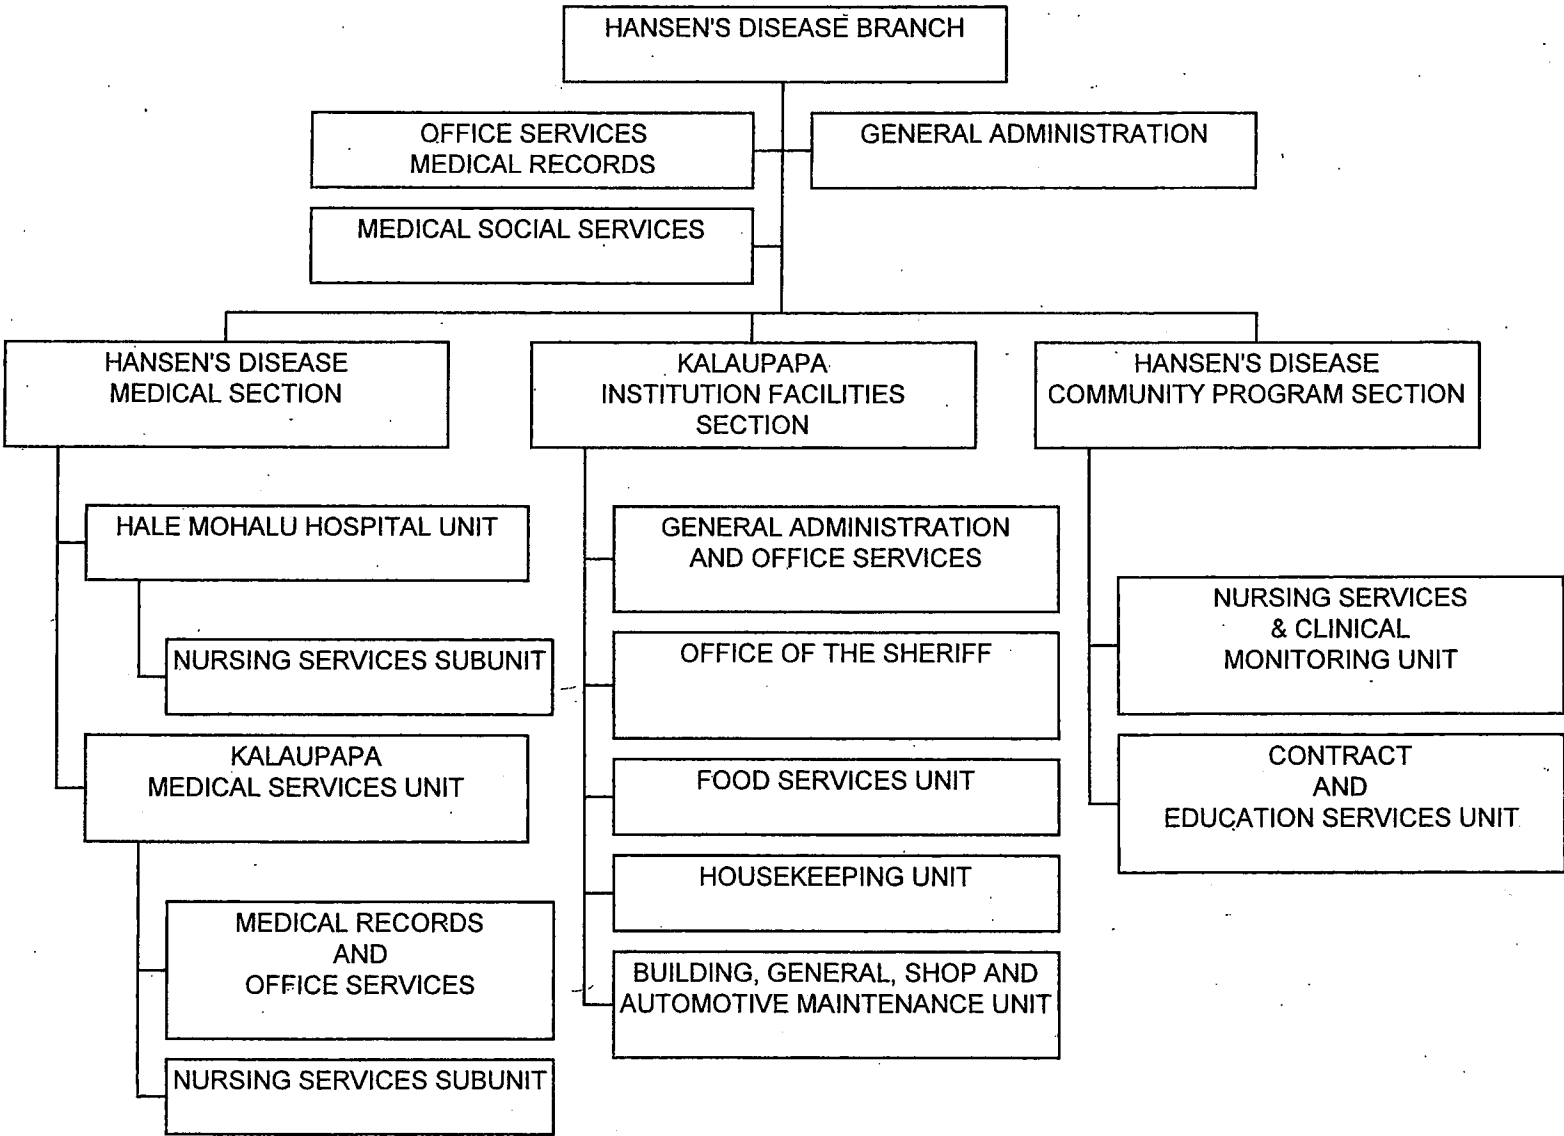 HANSEN'S DISEASE BRANCH
OFFICE SERVICES
MEDICAL RECORDS
GENERAL ADMINISTRATION
MEDICAL SOCIAL SERVICES
HANSEN'S DISEASE
MEDICAL SECTION
KALAUPAPA
INSTITUTION FACILITIES
SECTION
HANSEN'S DISEASE
COMMUNITY PROGRAM SECTION
HALE MOHALU HOSPITAL UNIT
NURSING SERVICES SUBUNIT
KALAUPAPA
MEDICAL SERVICES UNIT
MEDICAL RECORDS
AND
OFFICE SERVICES
NURSING SERVICES SUBUNIT
GENERAL ADMINISTRATION
AND OFFICE SERVICES
OFFICE OF THE SHERIFF
FOOD SERVICES UNIT
HOUSEKEEPING UNIT
BUILDING, GENERAL, SHOP AND
AUTOMOTIVE MAINTENANCE UNIT
NURSING SERVICES
& CLINICAL
MONITORING UNIT
CONTRACT
AND
EDUCATION SERVICES UNIT